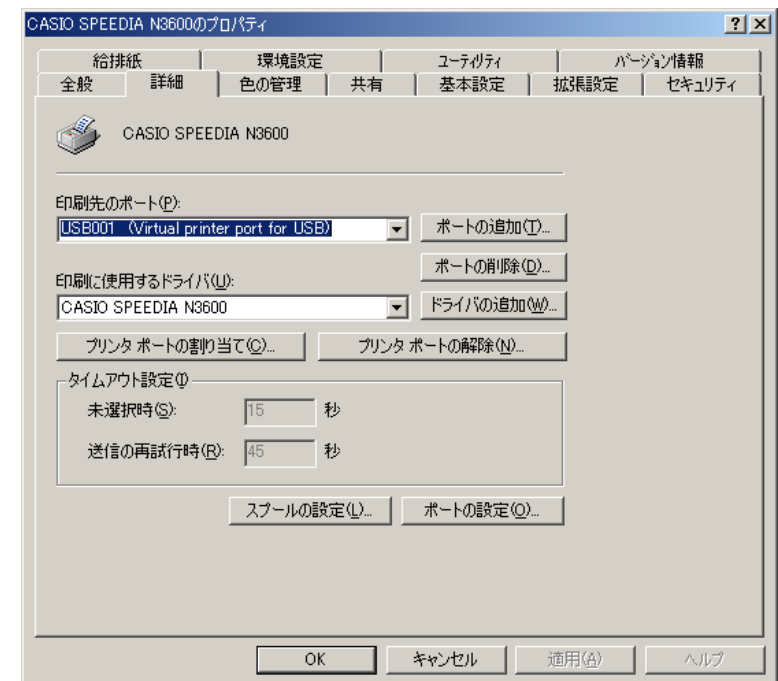 CASIO SPEEDIA N3600のプロパティ
給排紙 環境設定 ユーティリティ バージョン情報
全般 詳細 色の管理 共有 基本設定 拡張設定 セキュリティ
CASIO SPEEDIA N3600
印刷先のポート(P):
USB001 (Virtual printer port for USB) ポートの追加(T)...
ポートの削除(D)...
印刷に使用するドライバ(U):
CASIO SPEEDIA N3600 ドライバの追加(W)...
プリンタ ポートの割り当て(C)... プリンタ ポートの解除(N)...
タイムアウト設定(I)
未選択時(S): 15 秒
送信の再試行時(R): 45 秒
スプールの設定(L)... ポートの設定(O)...
OK キャンセル 適用(A) ヘルプ